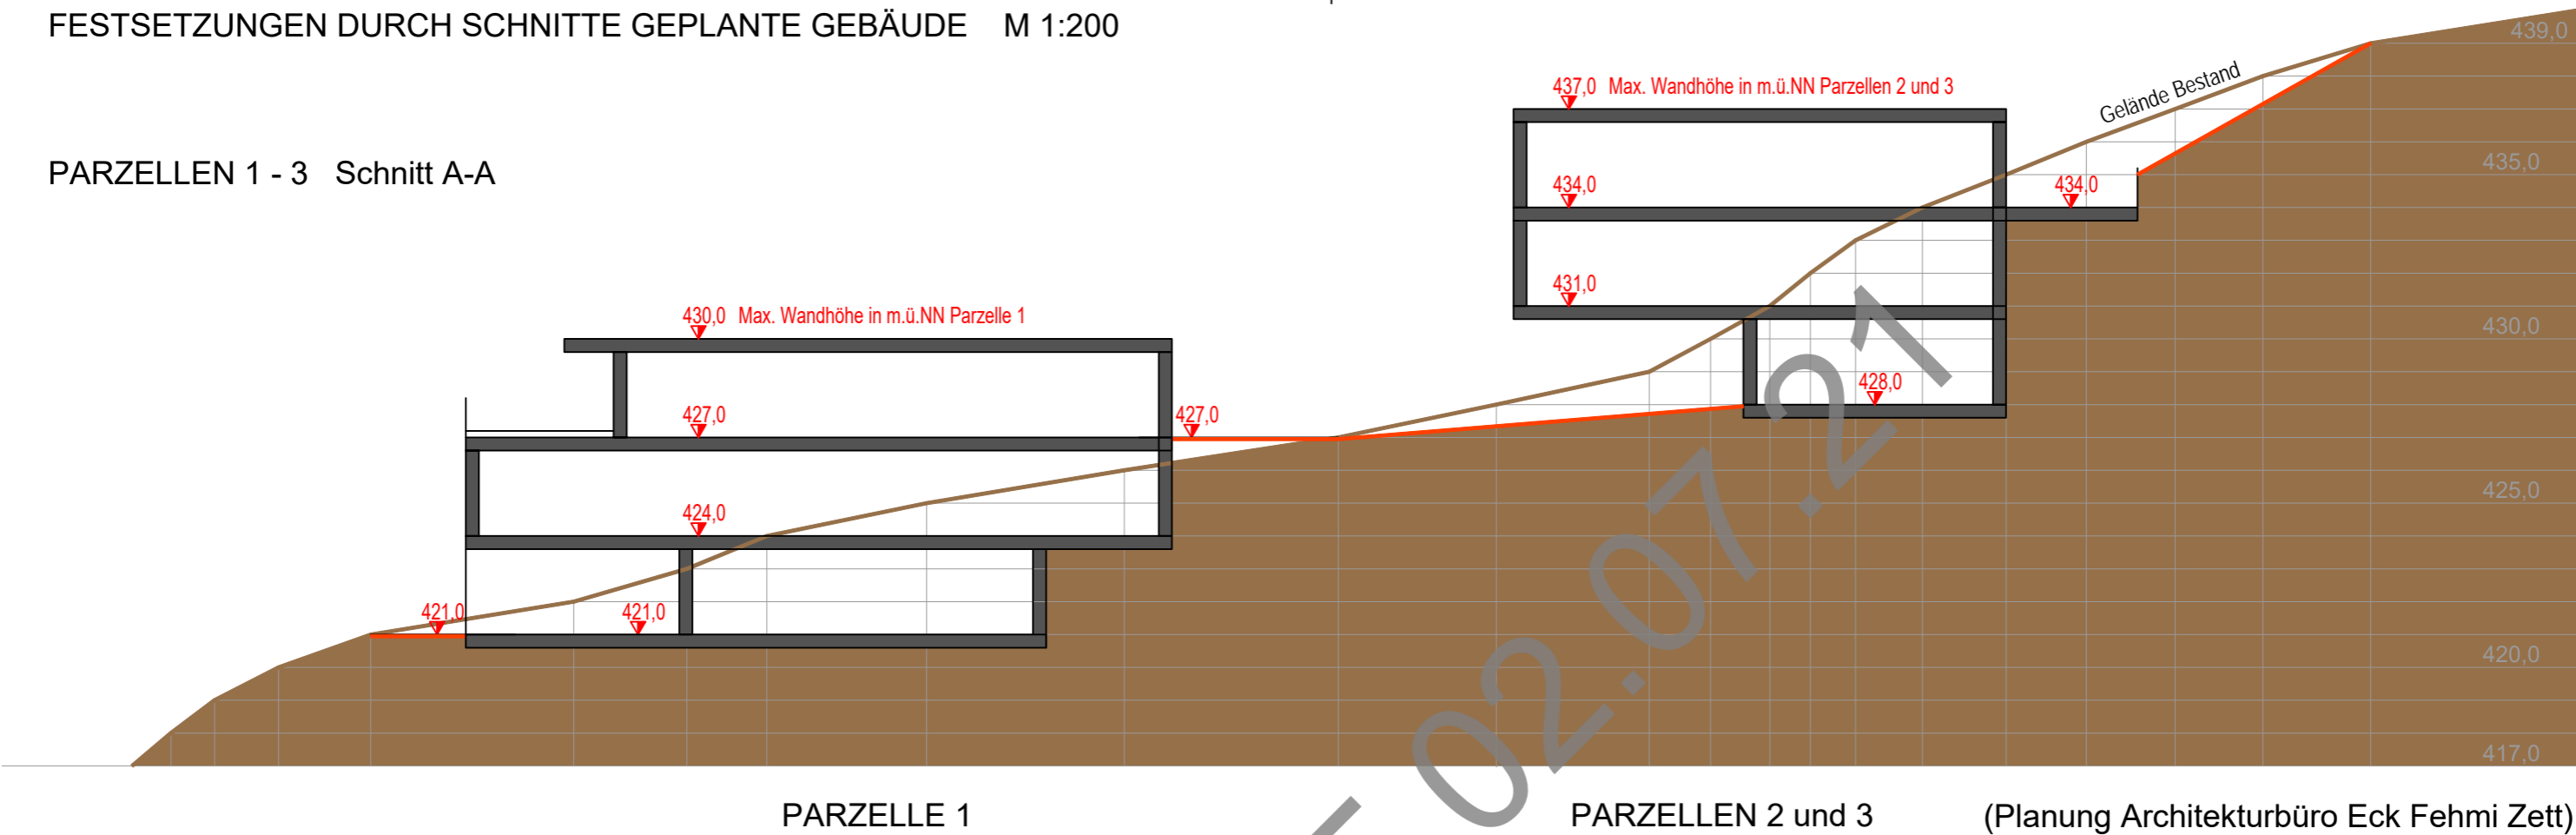 FESTSETZUNGEN DURCH SCHNITTE GEPLANTE GEBÄUDE M 1:200
439,0
437,0 Max. Wandhöhe in m.ü.NN Parzellen 2 und 3
Gelände Bestand
PARZELLEN 1 - 3 Schnitt A-A
434,0
434,0
435,0
431,0
430,0 Max. Wandhöhe in m.ü.NN Parzelle 1
430,0
428,0
427,0
427,0
425,0
424,0
421,0
421,0
420,0
417,0
- 02.07.21
PARZELLE 1
PARZELLEN 2 und 3
(Planung Architekturbüro Eck Fehmi Zett)